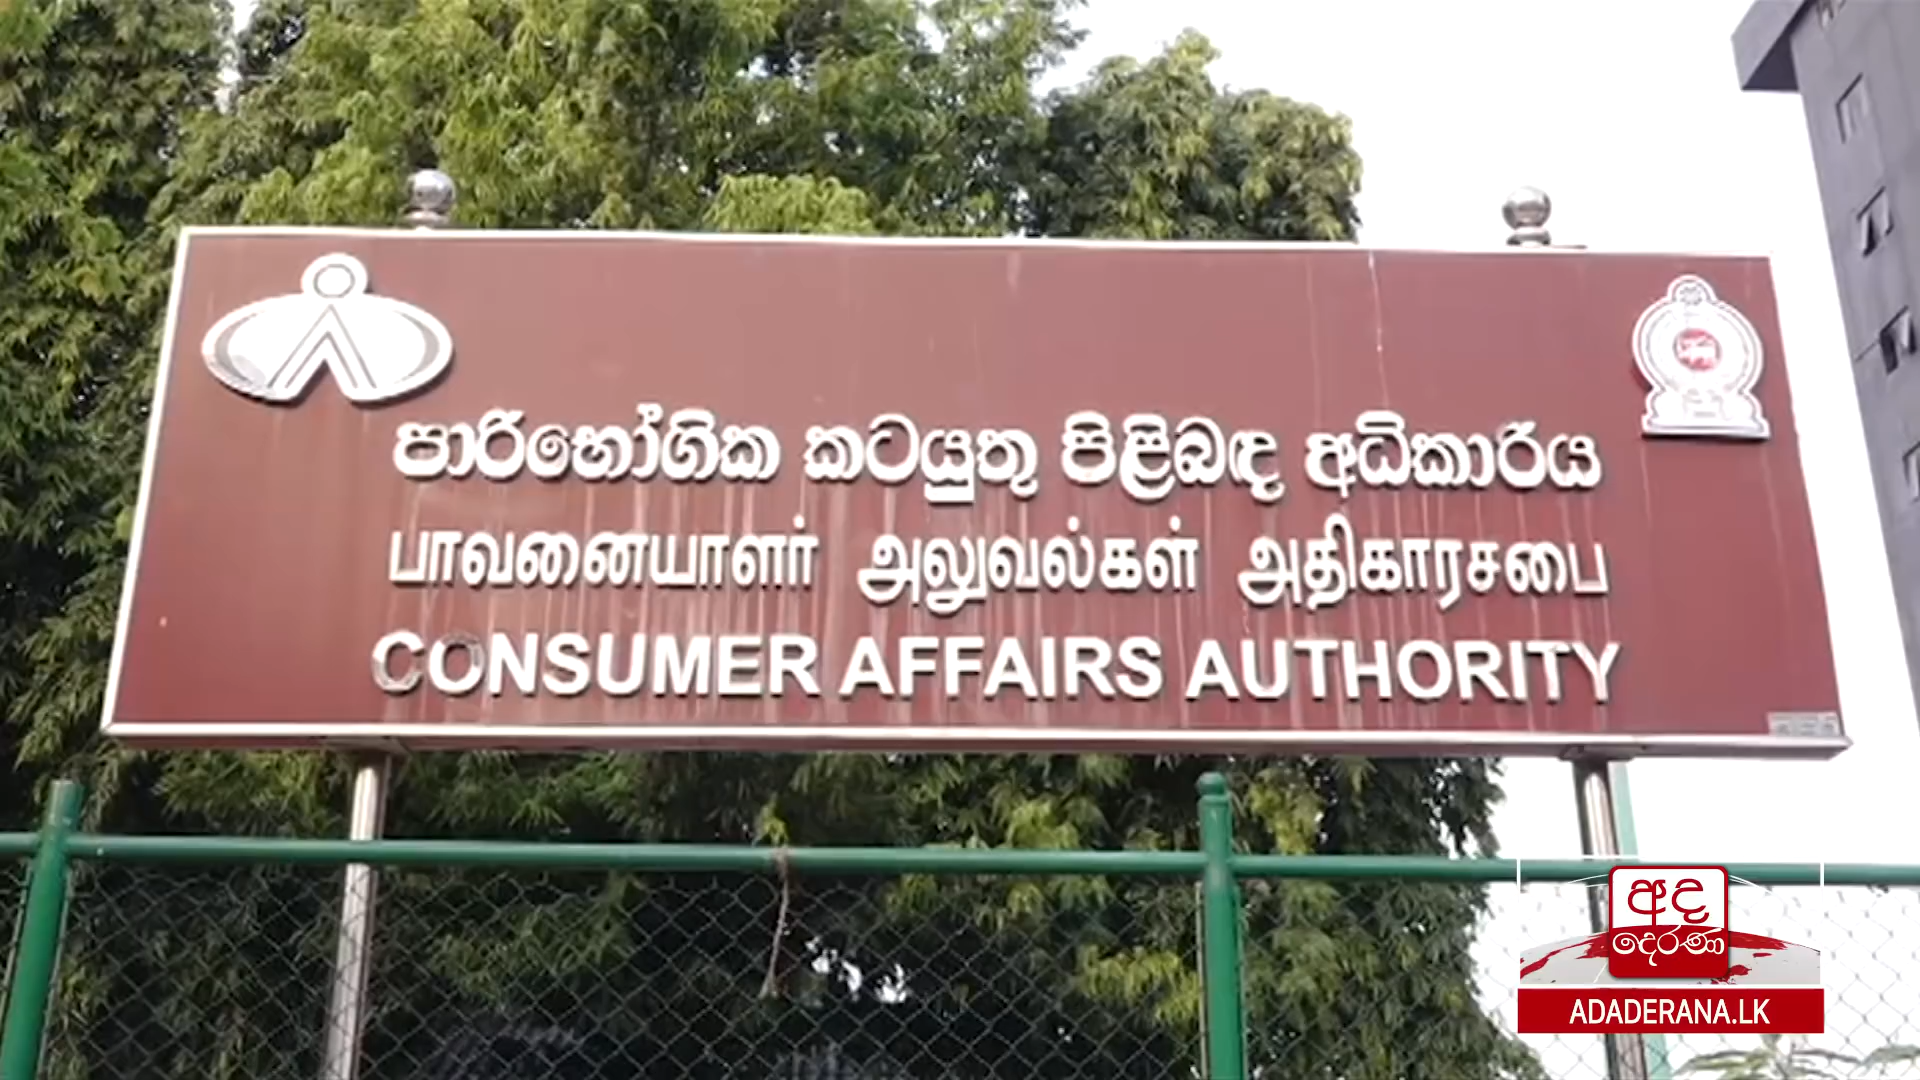 පාරිභෝගික කටයුතු පිළිබඳ අධිකාරිය
பாவனையாளர் அலுவல்கள் அதிகாரசபை
CONSUMER AFFAIRS AUTHORITY
අද
දෙරණ
ADADERANA.LK